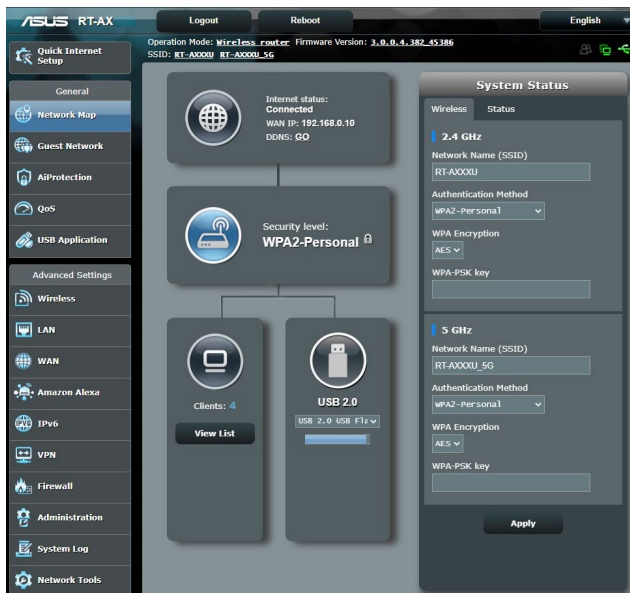 ASUS RT-AX
Logout
Reboot
English
Operation Mode: Wireless router Firmware Version: 3.0.0.4.382_45386
SSID: RT-AXXXU RT-AXXXU_5G
Quick Internet
Setup
General
Network Map
Guest Network
AiProtection
QoS
USB Application
Advanced Settings
Wireless
LAN
WAN
Amazon Alexa
IPv6
VPN
Firewall
Administration
System Log
Network Tools
Internet status:
Connected
WAN IP: 192.168.0.10
DDNS: GO
Security level:
WPA2-Personal
Clients: 4
View List
USB 2.0
USB 2.0 USB Fla
System Status
Wireless Status
2.4 GHz
Network Name (SSID)
RT-AXXXU
Authentication Method
WPA2-Personal
WPA Encryption
AES
WPA-PSK key
5 GHz
Network Name (SSID)
RT-AXXXU_5G
Authentication Method
WPA2-Personal
WPA Encryption
AES
WPA-PSK key
Apply